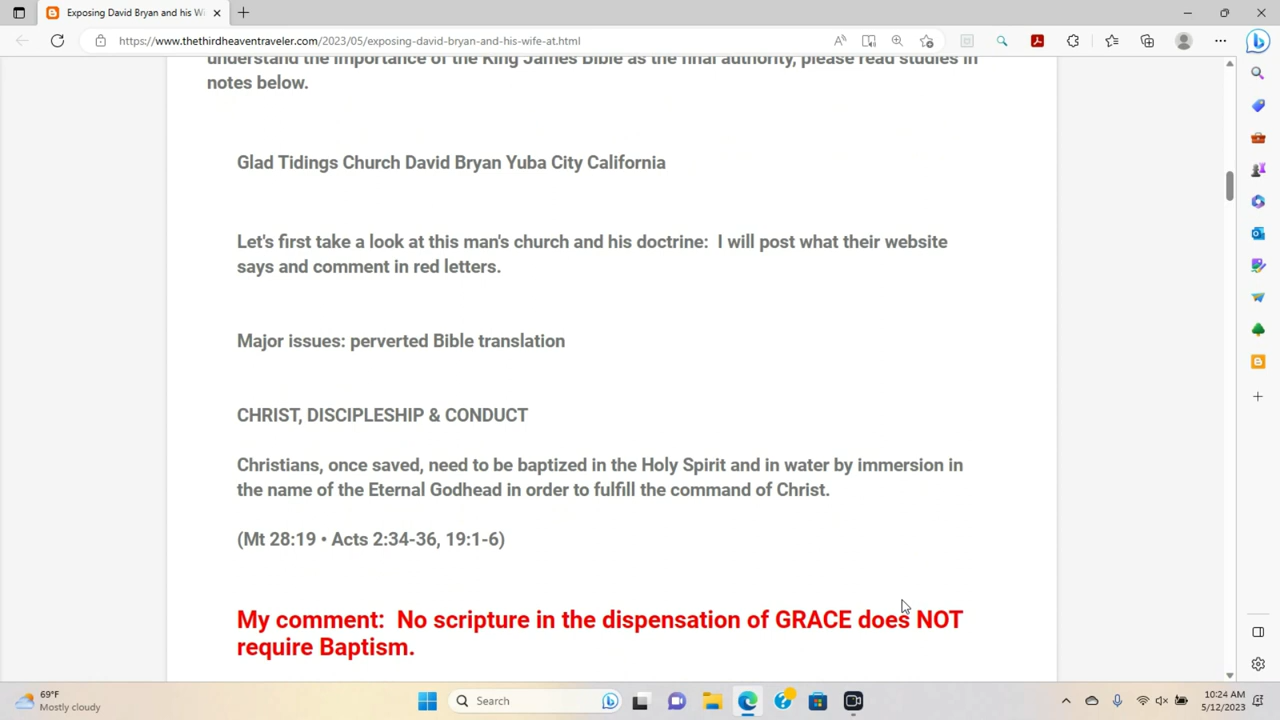 Exposing David Bryan and his Wi
https://www.thethirdheaventraveler.com/2023/05/exposing-david-bryan-and-his-wife-at.html
understand the importance of the King James Bible as the final authority, please read studies in
notes below.
Glad Tidings Church David Bryan Yuba City California
Let's first take a look at this man's church and his doctrine:  I will post what their website
says and comment in red letters.
Major issues: perverted Bible translation
CHRIST, DISCIPLESHIP & CONDUCT
Christians, once saved, need to be baptized in the Holy Spirit and in water by immersion in
the name of the Eternal Godhead in order to fulfill the command of Christ.
(Mt 28:19 • Acts 2:34-36, 19:1-6)
My comment:  No scripture in the dispensation of GRACE does NOT
require Baptism.
69°F
Mostly cloudy
Search
10:24 AM
5/12/2023